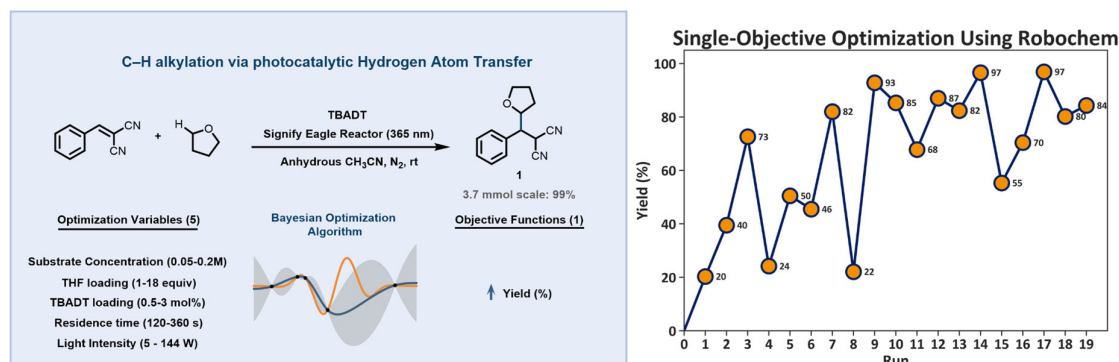 C–H alkylation via photocatalytic Hydrogen Atom Transfer
CN
CN
+
H
O
TBADT
Signify Eagle Reactor (365 nm)
Anhydrous CH₃CN, N₂, rt
O
CN
CN
1
3.7 mmol scale: 99%
Optimization Variables (5)
Substrate Concentration (0.05-0.2M)
THF loading (1-18 equiv)
TBADT loading (0.5-3 mol%)
Residence time (120-360 s)
Light Intensity (5 - 144 W)
Bayesian Optimization
Algorithm
Objective Functions (1)
Yield (%)
Single-Objective Optimization Using Robochem
Yield (%)
100
80
60
40
20
0
20
40
73
24
50
46
82
22
93
85
68
87
82
97
55
70
97
80
84
0 1 2 3 4 5 6 7 8 9 10 11 12 13 14 15 16 17 18 19
Run